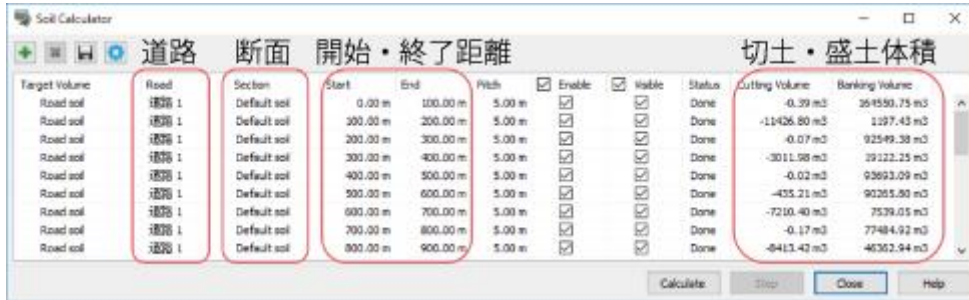 Soil Calculator
道路 断面 開始・終了距離 切土・盛土体積
Target Volume Road Section Start End Pitch Enable Visible Status Cutting Volume Banking Volume
Road soil 道路 1 Default soil 0.00 m 100.00 m 5.00 m Done -0.39 m3 164550.75 m3
Road soil 道路 1 Default soil 100.00 m 200.00 m 5.00 m Done -11426.80 m3 1197.43 m3
Road soil 道路 1 Default soil 200.00 m 300.00 m 5.00 m Done -0.07 m3 92549.38 m3
Road soil 道路 1 Default soil 300.00 m 400.00 m 5.00 m Done -3011.98 m3 19122.25 m3
Road soil 道路 1 Default soil 400.00 m 500.00 m 5.00 m Done -0.02 m3 93693.09 m3
Road soil 道路 1 Default soil 500.00 m 600.00 m 5.00 m Done -435.21 m3 90265.80 m3
Road soil 道路 1 Default soil 600.00 m 700.00 m 5.00 m Done -7210.40 m3 7539.05 m3
Road soil 道路 1 Default soil 700.00 m 800.00 m 5.00 m Done -0.17 m3 77484.92 m3
Road soil 道路 1 Default soil 800.00 m 900.00 m 5.00 m Done -8413.42 m3 46362.94 m3
Calculate Stop Close Help